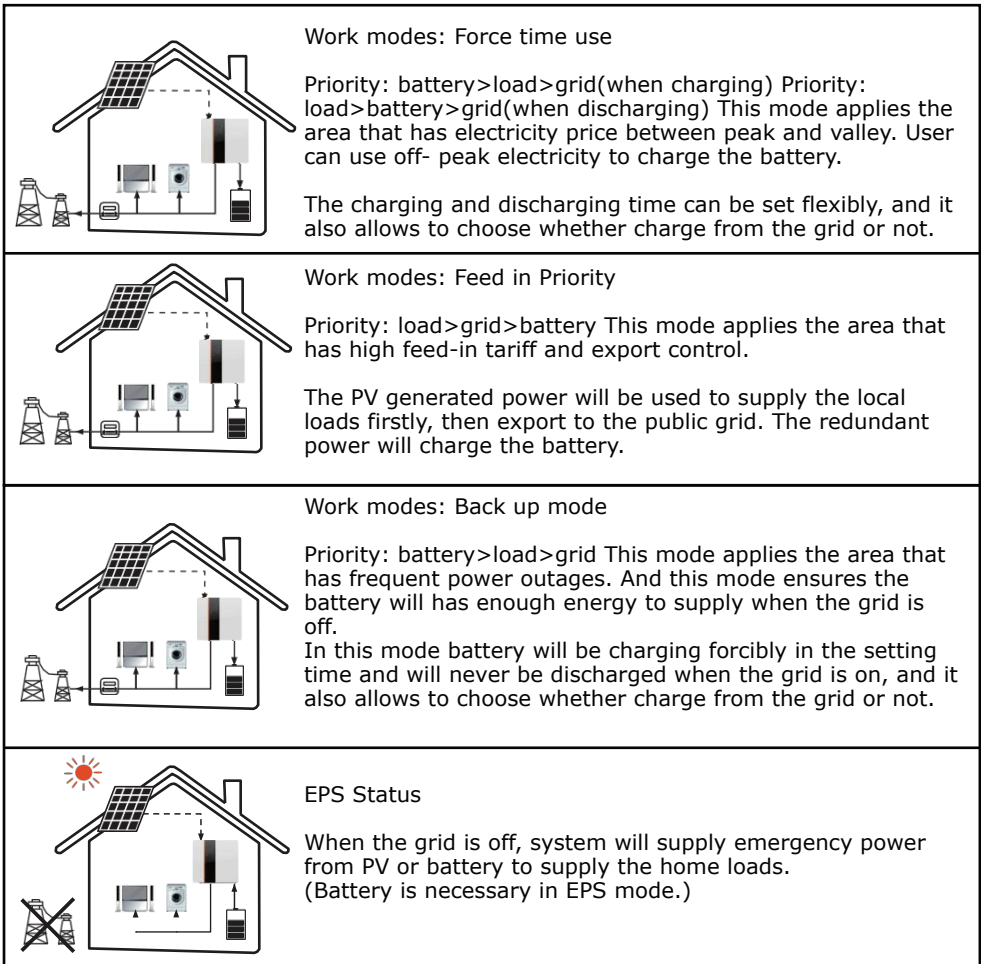 Work modes: Force time use
Priority: battery>load>grid(when charging) Priority:
load>battery>grid(when discharging) This mode applies the
area that has electricity price between peak and valley. User
can use off- peak electricity to charge the battery.
The charging and discharging time can be set flexibly, and it
also allows to choose whether charge from the grid or not.
Work modes: Feed in Priority
Priority: load>grid>battery This mode applies the area that
has high feed-in tariff and export control.
The PV generated power will be used to supply the local
loads firstly, then export to the public grid. The redundant
power will charge the battery.
Work modes: Back up mode
Priority: battery>load>grid This mode applies the area that
has frequent power outages. And this mode ensures the
battery will has enough energy to supply when the grid is
off.
In this mode battery will be charging forcibly in the setting
time and will never be discharged when the grid is on, and it
also allows to choose whether charge from the grid or not.
EPS Status
When the grid is off, system will supply emergency power
from PV or battery to supply the home loads.
(Battery is necessary in EPS mode.)